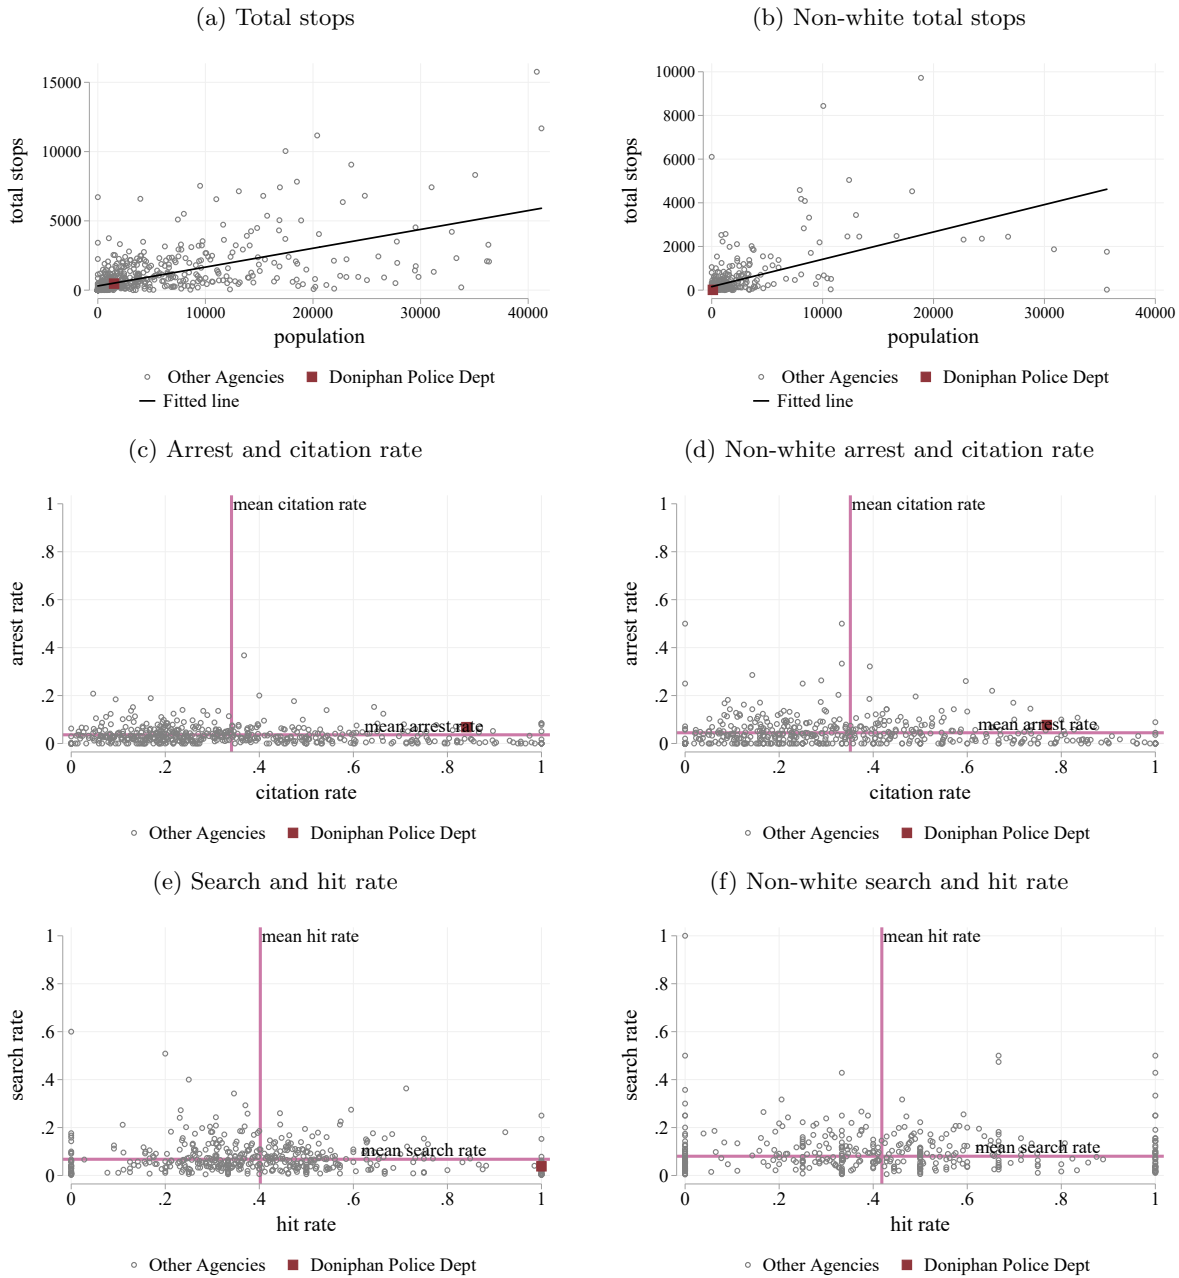 (a) Total stops
(b) Non-white total stops
total stops
15000
10000
5000
0
0 10000 20000 30000 40000
population
Other Agencies Doniphan Police Dept
Fitted line
total stops
10000
8000
6000
4000
2000
0
0 10000 20000 30000 40000
population
Other Agencies Doniphan Police Dept
Fitted line
(c) Arrest and citation rate
(d) Non-white arrest and citation rate
arrest rate
1
.8
.6
.4
.2
0
mean citation rate
mean arrest rate
0 .2 .4 .6 .8 1
citation rate
Other Agencies Doniphan Police Dept
arrest rate
1
.8
.6
.4
.2
0
mean citation rate
mean arrest rate
0 .2 .4 .6 .8 1
citation rate
Other Agencies Doniphan Police Dept
(e) Search and hit rate
(f) Non-white search and hit rate
search rate
1
.8
.6
.4
.2
0
mean hit rate
mean search rate
0 .2 .4 .6 .8 1
hit rate
Other Agencies Doniphan Police Dept
search rate
1
.8
.6
.4
.2
0
mean hit rate
mean search rate
0 .2 .4 .6 .8 1
hit rate
Other Agencies Doniphan Police Dept